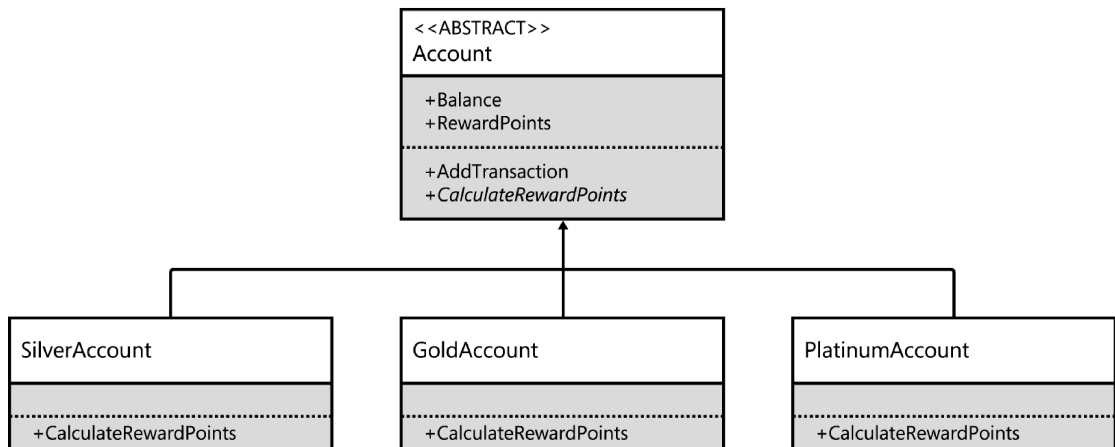 <<ABSTRACT>>
Account
+Balance
+RewardPoints
+AddTransaction
+CalculateRewardPoints
SilverAccount
+CalculateRewardPoints
GoldAccount
+CalculateRewardPoints
PlatinumAccount
+CalculateRewardPoints